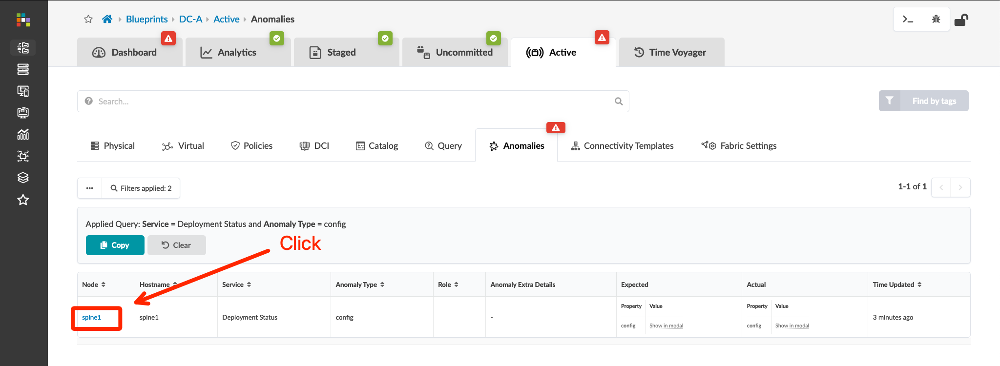 Blueprints DC-A Active Anomalies
Dashboard Analytics Staged Uncommitted Active Time Voyager
Search...
Find by tags
Physical Virtual Policies DCI Catalog Query Anomalies Connectivity Templates Fabric Settings
Filters applied: 2
1-1 of 1
Applied Query: Service = Deployment Status and Anomaly Type = config
Copy Clear
Click
Node Hostname Service Anomaly Type Role Anomaly Extra Details Expected Actual Time Updated
Property Value Property Value
spine1 spine1 Deployment Status config - 3 minutes ago
config Show in modal config Show in modal